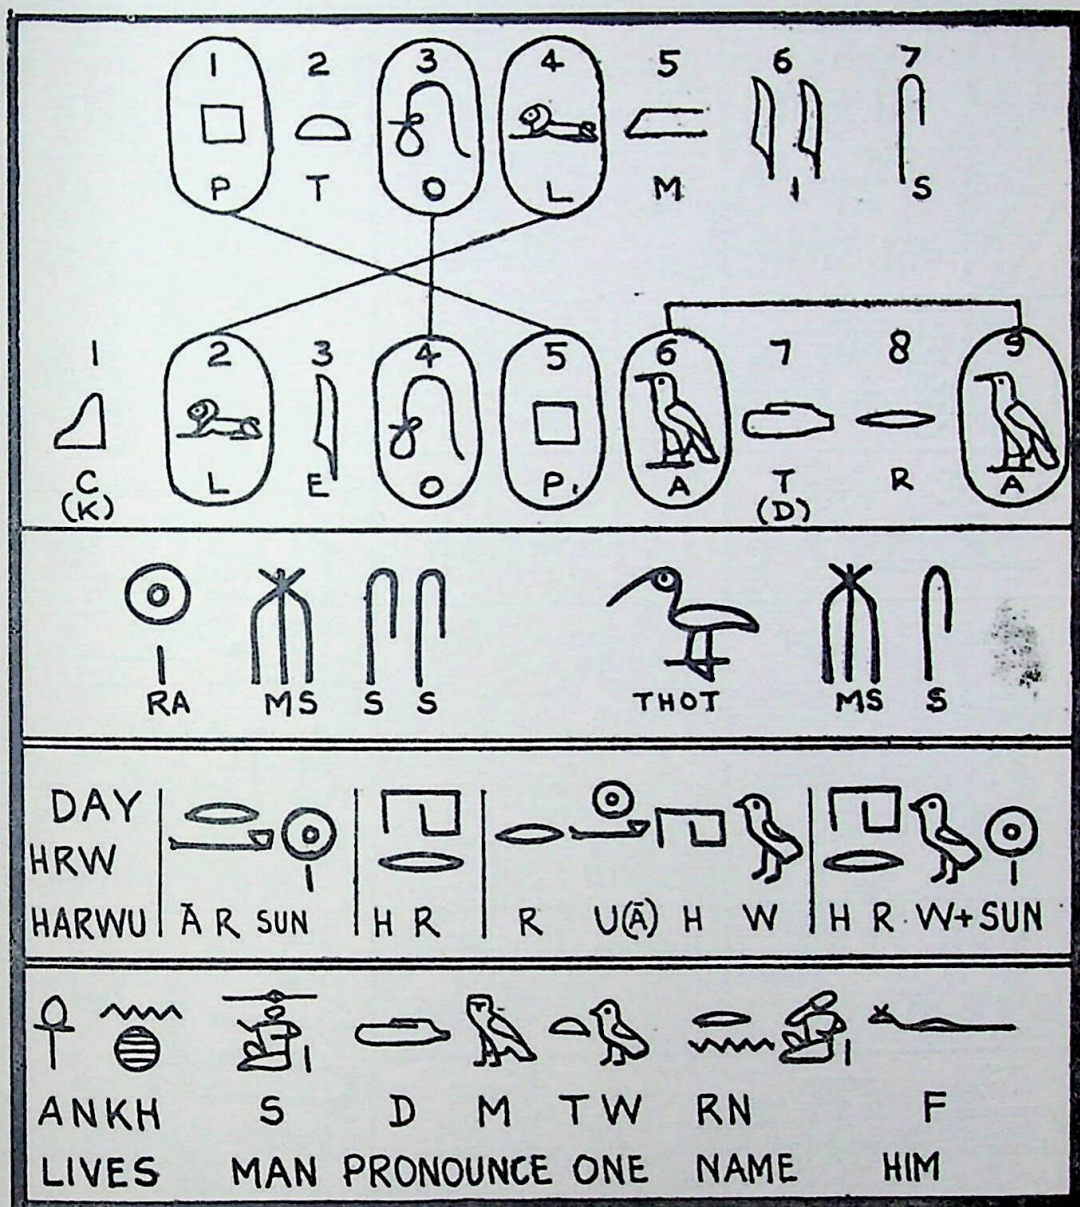 1 2 3 4 5 6 7
P T O L M I S
1 2 3 4 5 6 7 8 9
C L E O P. A T R A
(K) (D)
RA MS S S THOT MS S
DAY
HRW
HARWU Ā R SUN H R R U(Ā) H W H R . W + SUN
ANKH S D M T W RN F
LIVES MAN PRONOUNCE ONE NAME HIM